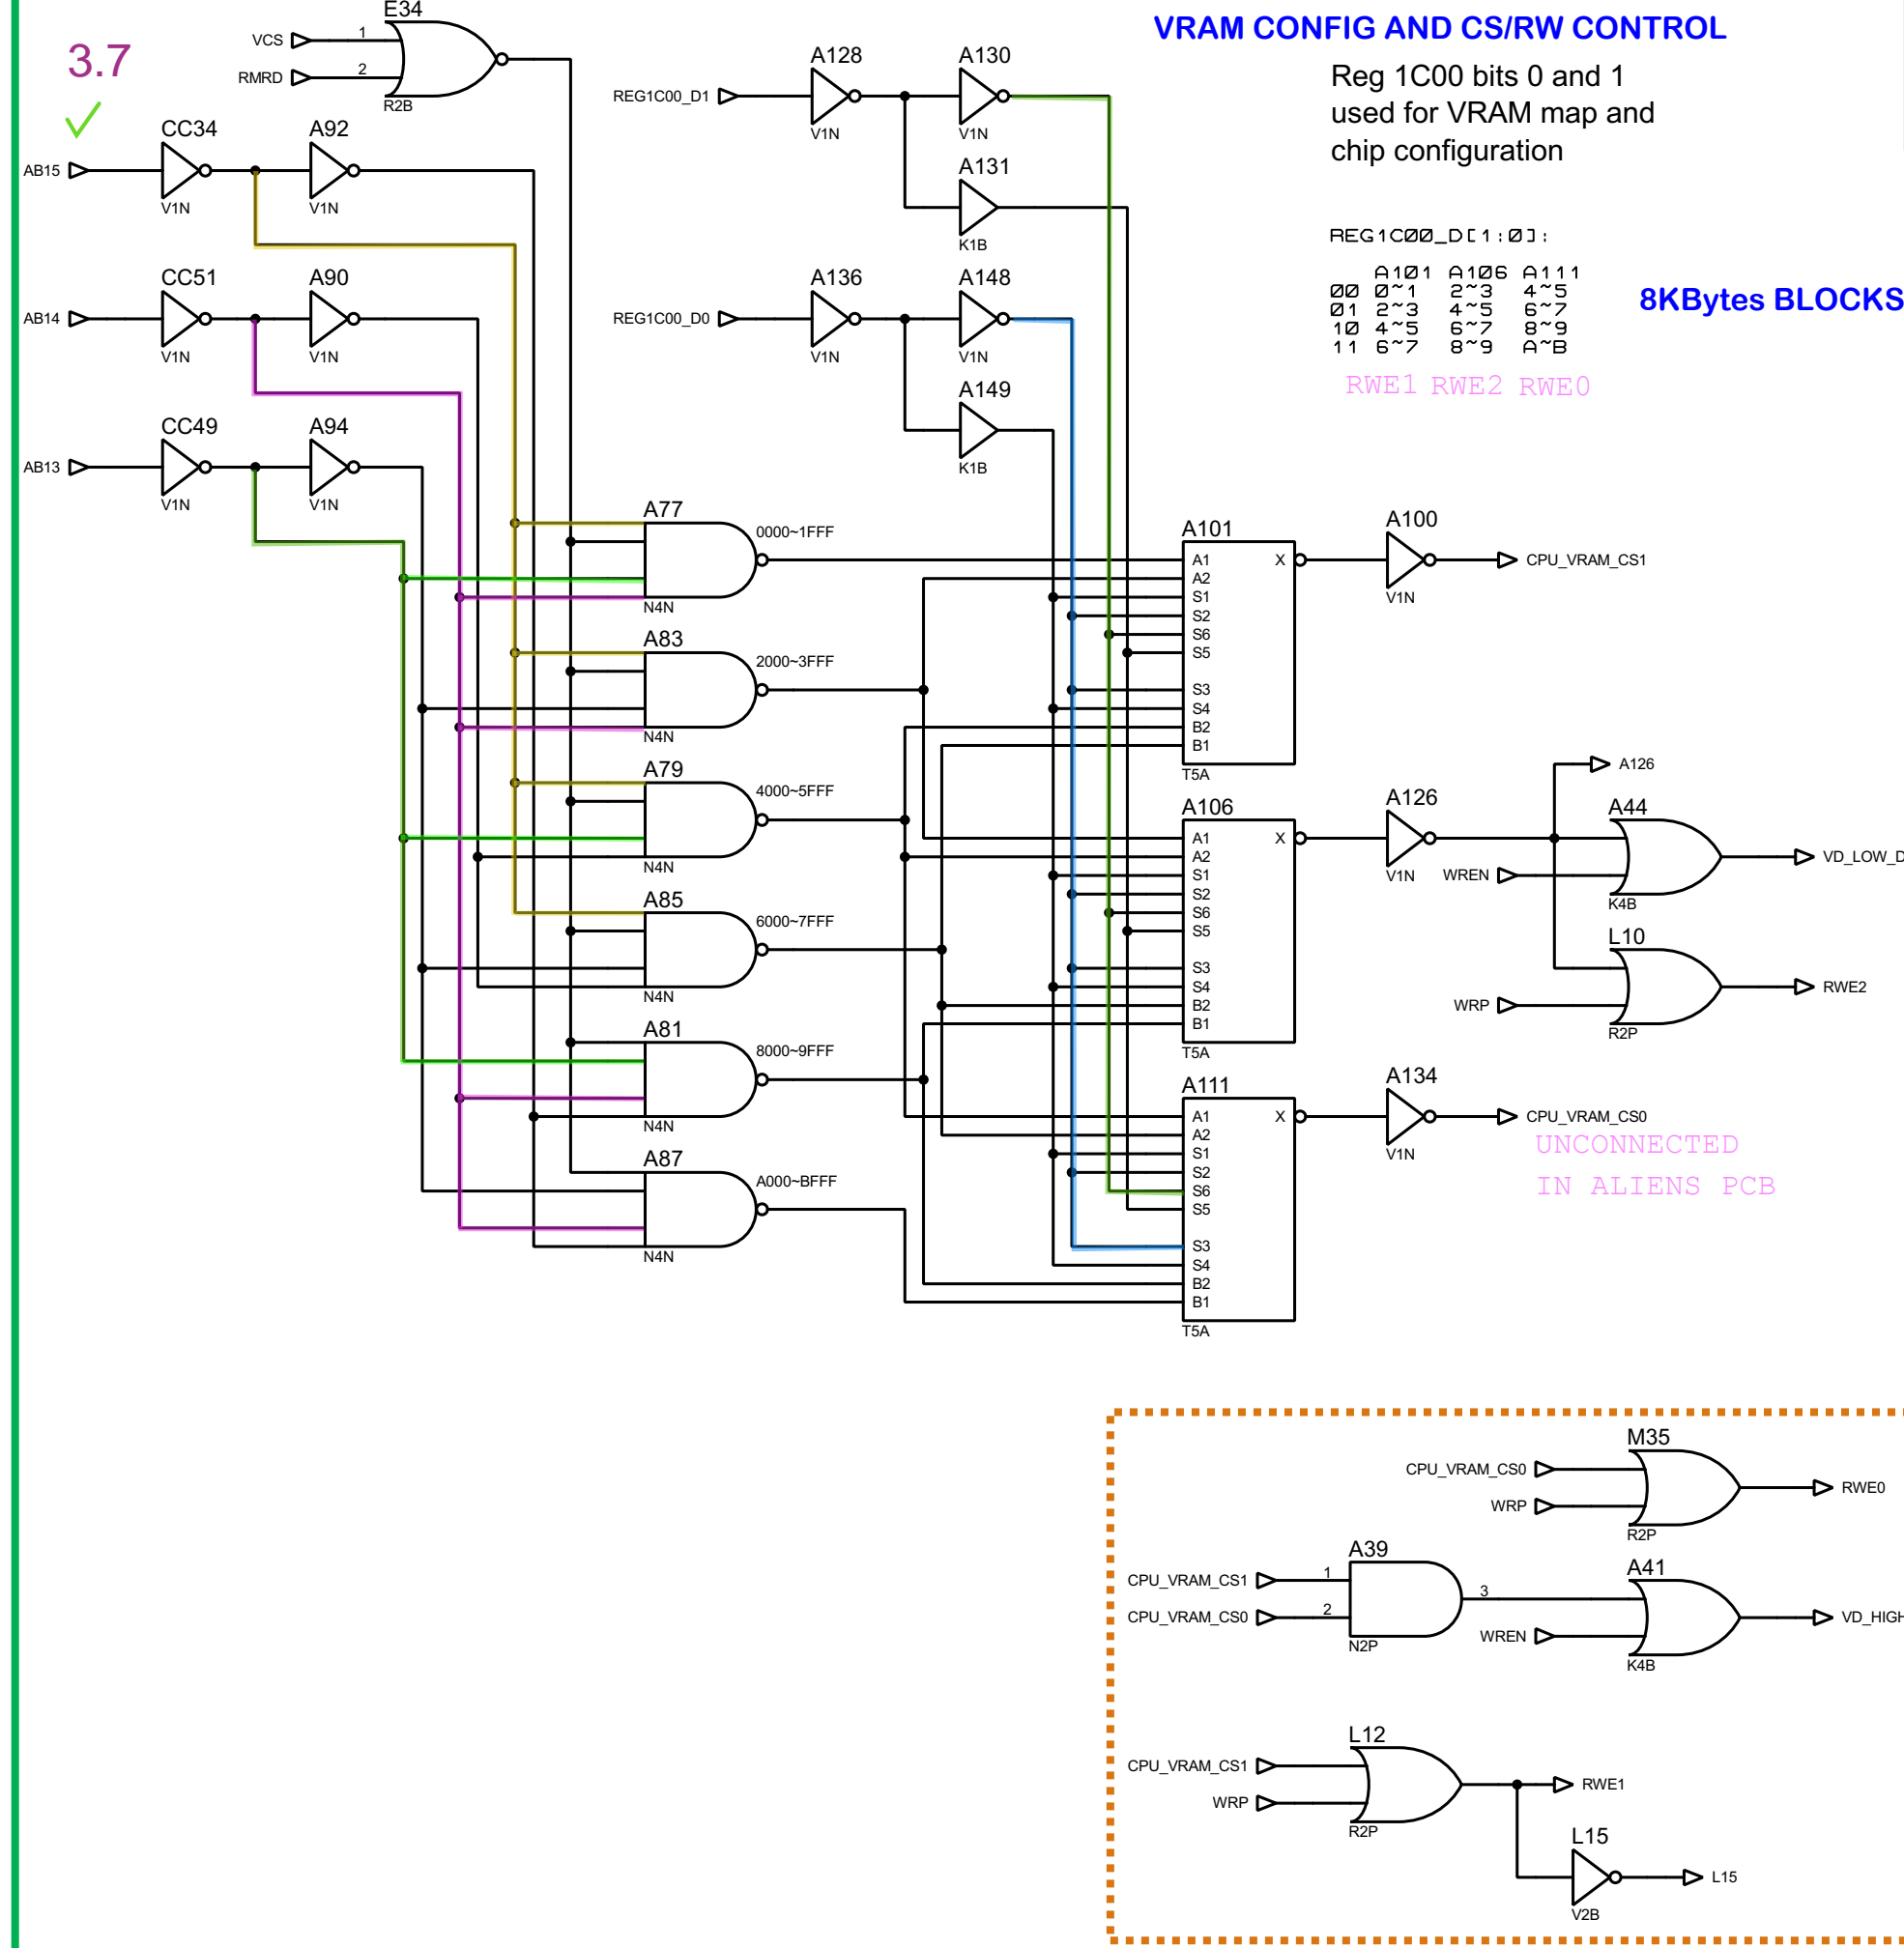 VRAM CONFIG AND CS/RW CONTROL
Reg 1C00 bits 0 and 1
used for VRAM map and
chip configuration
3.7
E34
VCS
1
RMRD
2
R2B
AB15
CC34
V1N
A92
V1N
AB14
CC51
V1N
A90
V1N
AB13
CC49
V1N
A94
V1N
REG1C00_D1
A128
V1N
A130
V1N
A131
K1B
REG1C00_D0
A136
V1N
A148
V1N
A149
K1B
REG1C00_D[1:0]:
A101 A106 A111
00 0~1 2~3 4~5
01 2~3 4~5 6~7
10 4~5 6~7 8~9
11 6~7 8~9 A~B
RWE1 RWE2 RWE0
8KBytes BLOCKS
A77
0000~1FFF
N4N
A83
2000~3FFF
N4N
A79
4000~5FFF
N4N
A85
6000~7FFF
N4N
A81
8000~9FFF
N4N
A87
A000~BFFF
N4N
A101
A1 X
A2
S1
S2
S6
S5
S3
S4
B2
B1
T5A
A100
V1N
CPU_VRAM_CS1
A106
A1 X
A2
S1
S2
S6
S5
S3
S4
B2
B1
T5A
A126
V1N
A126
A44
WREN
K4B
VD_LOW_D
L10
WRP
R2P
RWE2
A111
A1 X
A2
S1
S2
S6
S5
S3
S4
B2
B1
T5A
A134
V1N
CPU_VRAM_CS0
UNCONNECTED
IN ALIENS PCB
M35
CPU_VRAM_CS0
WRP
R2P
RWE0
A39
CPU_VRAM_CS1
1
CPU_VRAM_CS0
2
3
N2P
A41
WREN
K4B
VD_HIGH
L12
CPU_VRAM_CS1
WRP
R2P
RWE1
L15
V2B
L15